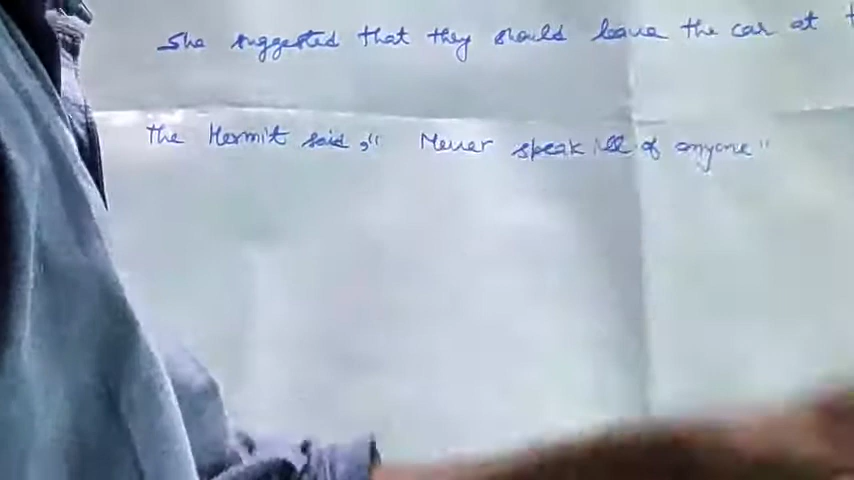 She suggested that they should leave the car at
the Hermit said ," Never speak ill of anyone"